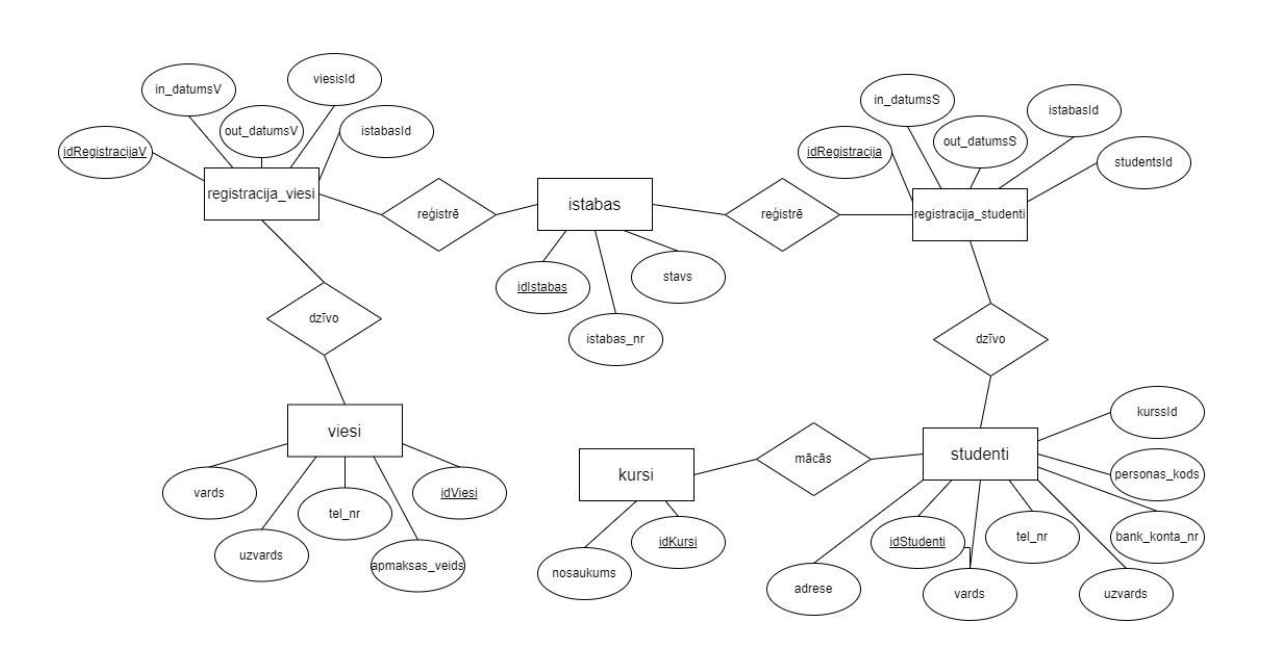 viesisId
in_datumsV
out_datumsV
istabasId
idRegistracijaV
registracija_viesi
reģistrē
istabas
reģistrē
in_datumsS
istabasId
out_datumsS
idRegistracija
studentsId
registracija_studenti
idIstabas
stavs
istabas_nr
dzīvo
dzīvo
viesi
vards
uzvards
tel_nr
apmaksas_veids
idViesi
kursi
nosaukums
idKursi
mācās
studenti
kurssId
personas_kods
bank_konta_nr
idStudenti
tel_nr
adrese
vards
uzvards